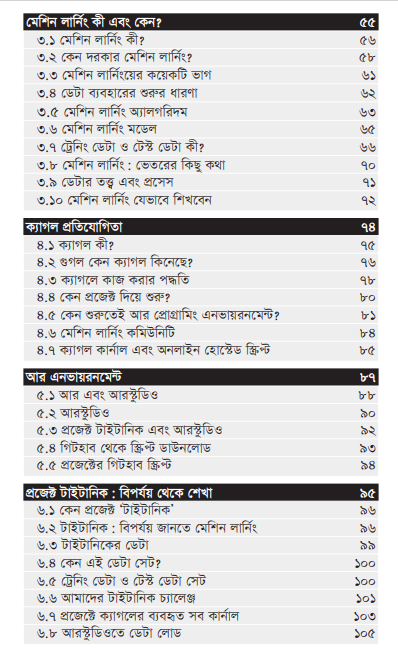 মেশিন লার্নিং কী এবং কেন? ৫৫
৩.১ মেশিন লার্নিং কী? ৫৬
৩.২ কেন দরকার মেশিন লার্নিং? ৫৮
৩.৩ মেশিন লার্নিংয়ের কয়েকটি ভাগ ৬১
৩.৪ ডেটা ব্যবহারের শুরুর ধারণা ৬২
৩.৫ মেশিন লার্নিং অ্যালগরিদম ৬৩
৩.৬ মেশিন লার্নিং মডেল ৬৫
৩.৭ ট্রেনিং ডেটা ও টেস্ট ডেটা কী? ৬৬
৩.৮ মেশিন লার্নিং : ভেতরের কিছু কথা ৭০
৩.৯ ডেটার তত্ত্ব এবং প্রসেস ৭১
৩.১০ মেশিন লার্নিং যেভাবে শিখবেন ৭২
ক্যাগল প্রতিযোগিতা ৭৪
৪.১ ক্যাগল কী? ৭৫
৪.২ গুগল কেন ক্যাগল কিনেছে? ৭৬
৪.৩ ক্যাগলে কাজ করার পদ্ধতি ৭৮
৪.৪ কেন প্রজেক্ট দিয়ে শুরু? ৮০
৪.৫ কেন শুরুতেই আর প্রোগ্রামিং এনভায়রনমেন্ট? ৮১
৪.৬ মেশিন লার্নিং কমিউনিটি ৮৪
৪.৭ ক্যাগল কার্নাল এবং অনলাইন হোস্টেড স্ক্রিপ্ট ৮৫
আর এনভায়রনমেন্ট ৮৭
৫.১ আর এবং আরস্টুডিও ৮৮
৫.২ আরস্টুডিও ৯০
৫.৩ প্রজেক্ট টাইটানিক এবং আরস্টুডিও ৯২
৫.৪ গিটহাব থেকে স্ক্রিপ্ট ডাউনলোড ৯৩
৫.৫ প্রজেক্টের গিটহাব স্ক্রিপ্ট ৯৪
প্রজেক্ট টাইটানিক : বিপর্যয় থেকে শেখা ৯৫
৬.১ কেন প্রজেক্ট ‘টাইটানিক’ ৯৬
৬.২ টাইটানিক : বিপর্যয় জানতে মেশিন লার্নিং ৯৬
৬.৩ টাইটানিকের ডেটা ৯৯
৬.৪ কেন এই ডেটা সেট? ১০০
৬.৫ ট্রেনিং ডেটা ও টেস্ট ডেটা সেট ১০০
৬.৬ আমাদের টাইটানিক চ্যালেঞ্জ ১০১
৬.৭ প্রজেক্টে ক্যাগলের ব্যবহৃত সব কার্নাল ১০৩
৬.৮ আরস্টুডিওতে ডেটা লোড ১০৫